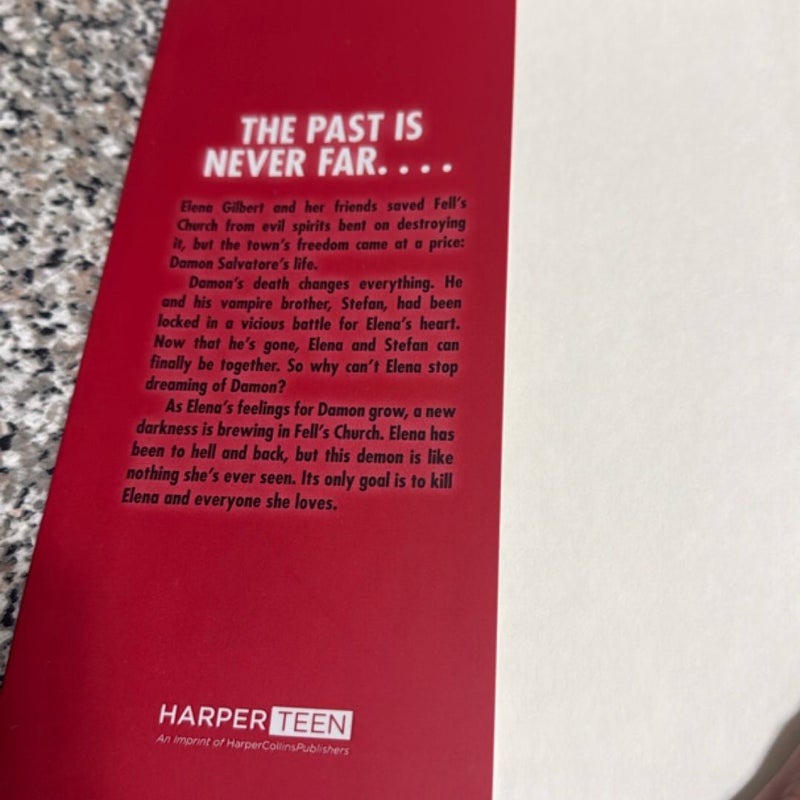 THE PAST IS
NEVER FAR. . . .
Elena Gilbert and her friends saved Fell's
Church from evil spirits bent on destroying
it, but the town's freedom came at a price:
Damon Salvatore's life.
Damon's death changes everything. He
and his vampire brother, Stefan, had been
locked in a vicious battle for Elena's heart.
Now that he's gone, Elena and Stefan can
finally be together. So why can't Elena stop
dreaming of Damon?
As Elena's feelings for Damon grow, a new
darkness is brewing in Fell's Church. Elena has
been to hell and back, but this demon is like
nothing she's ever seen. Its only goal is to kill
Elena and everyone she loves.
HARPER TEEN
An Imprint of HarperCollinsPublishers